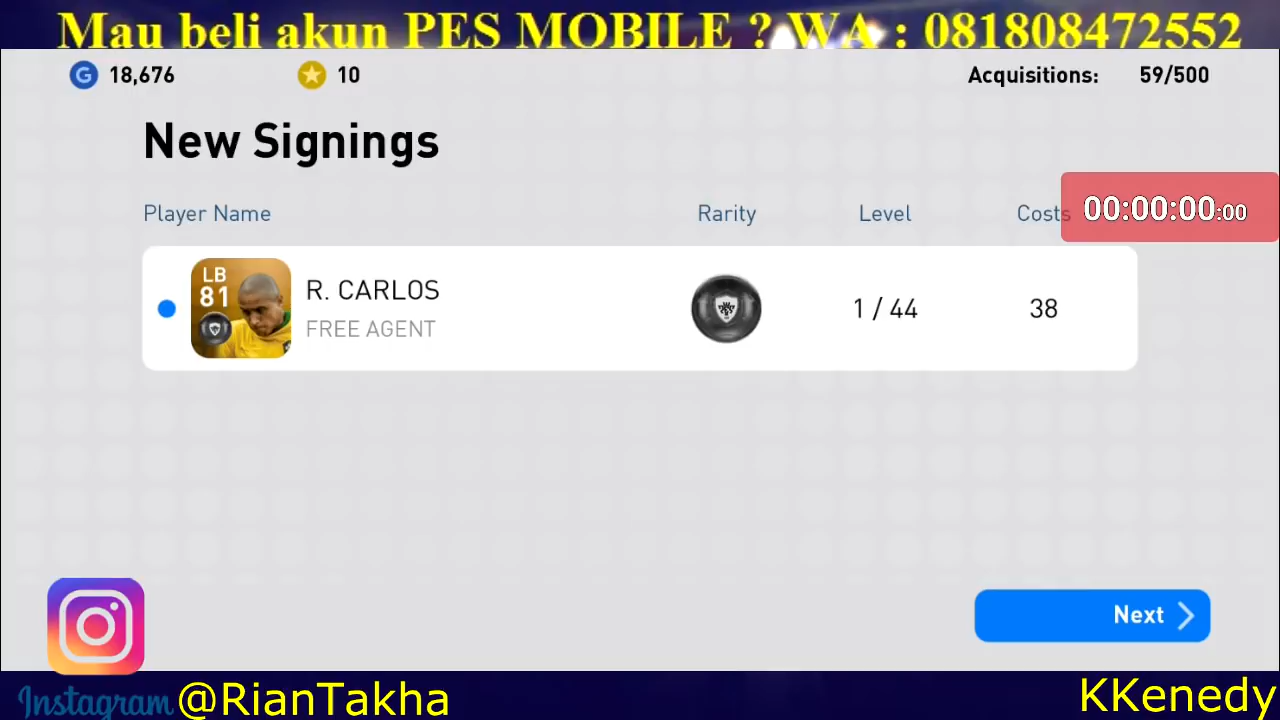 Mau beli akun PES MOBILE ? WA : 081808472552
G 18,676 10 Acquisitions: 59/500
New Signings
Player Name Rarity Level Costs
00:00:00:00
LB
81
R. CARLOS
FREE AGENT
1 / 44 38
Next
Instagram @RianTakha KKenedy